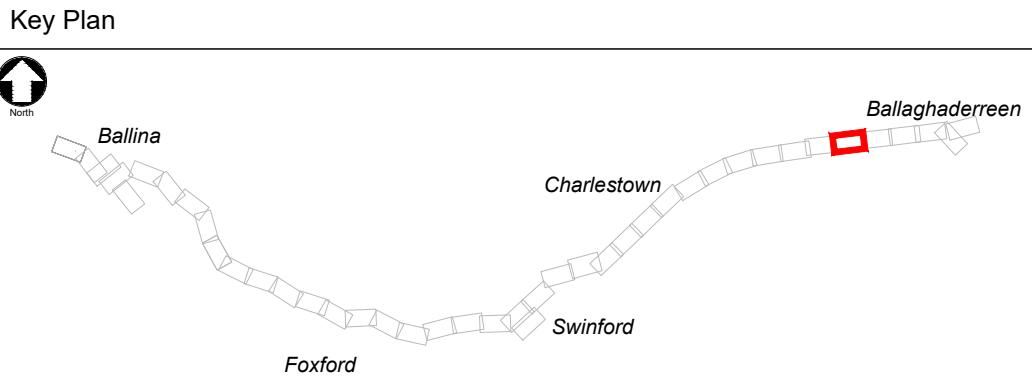 Key Plan
North
Ballina
Ballaghaderreen
Charlestown
Swinford
Foxford